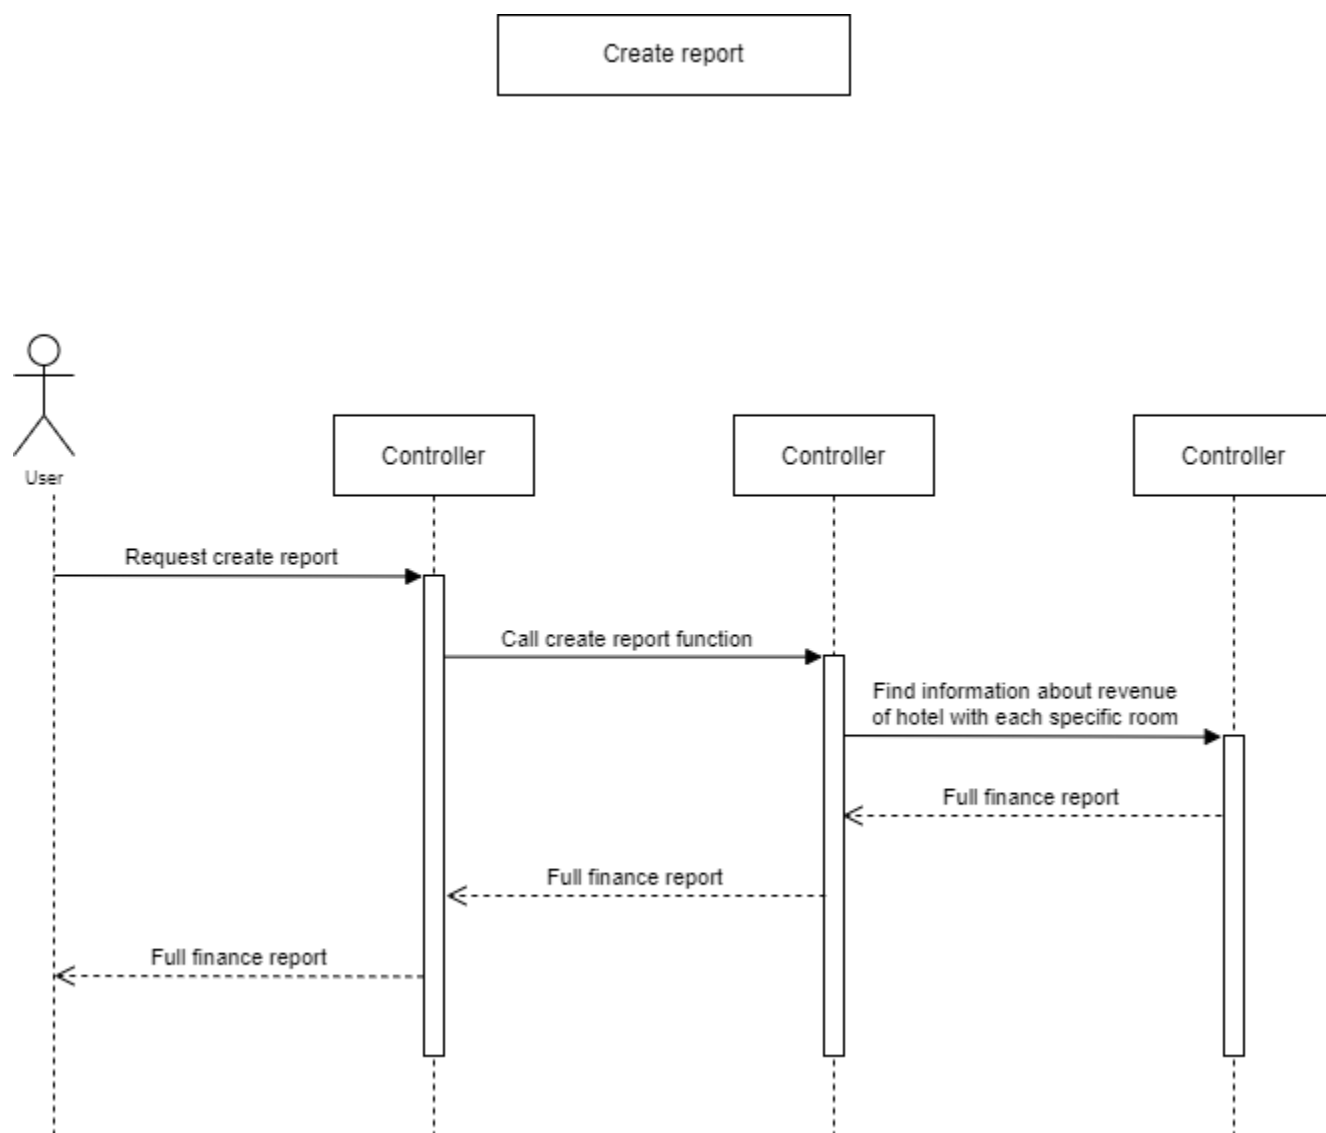 Create report
User
Controller
Controller
Controller
Request create report
Call create report function
Find information about revenue
of hotel with each specific room
Full finance report
Full finance report
Full finance report